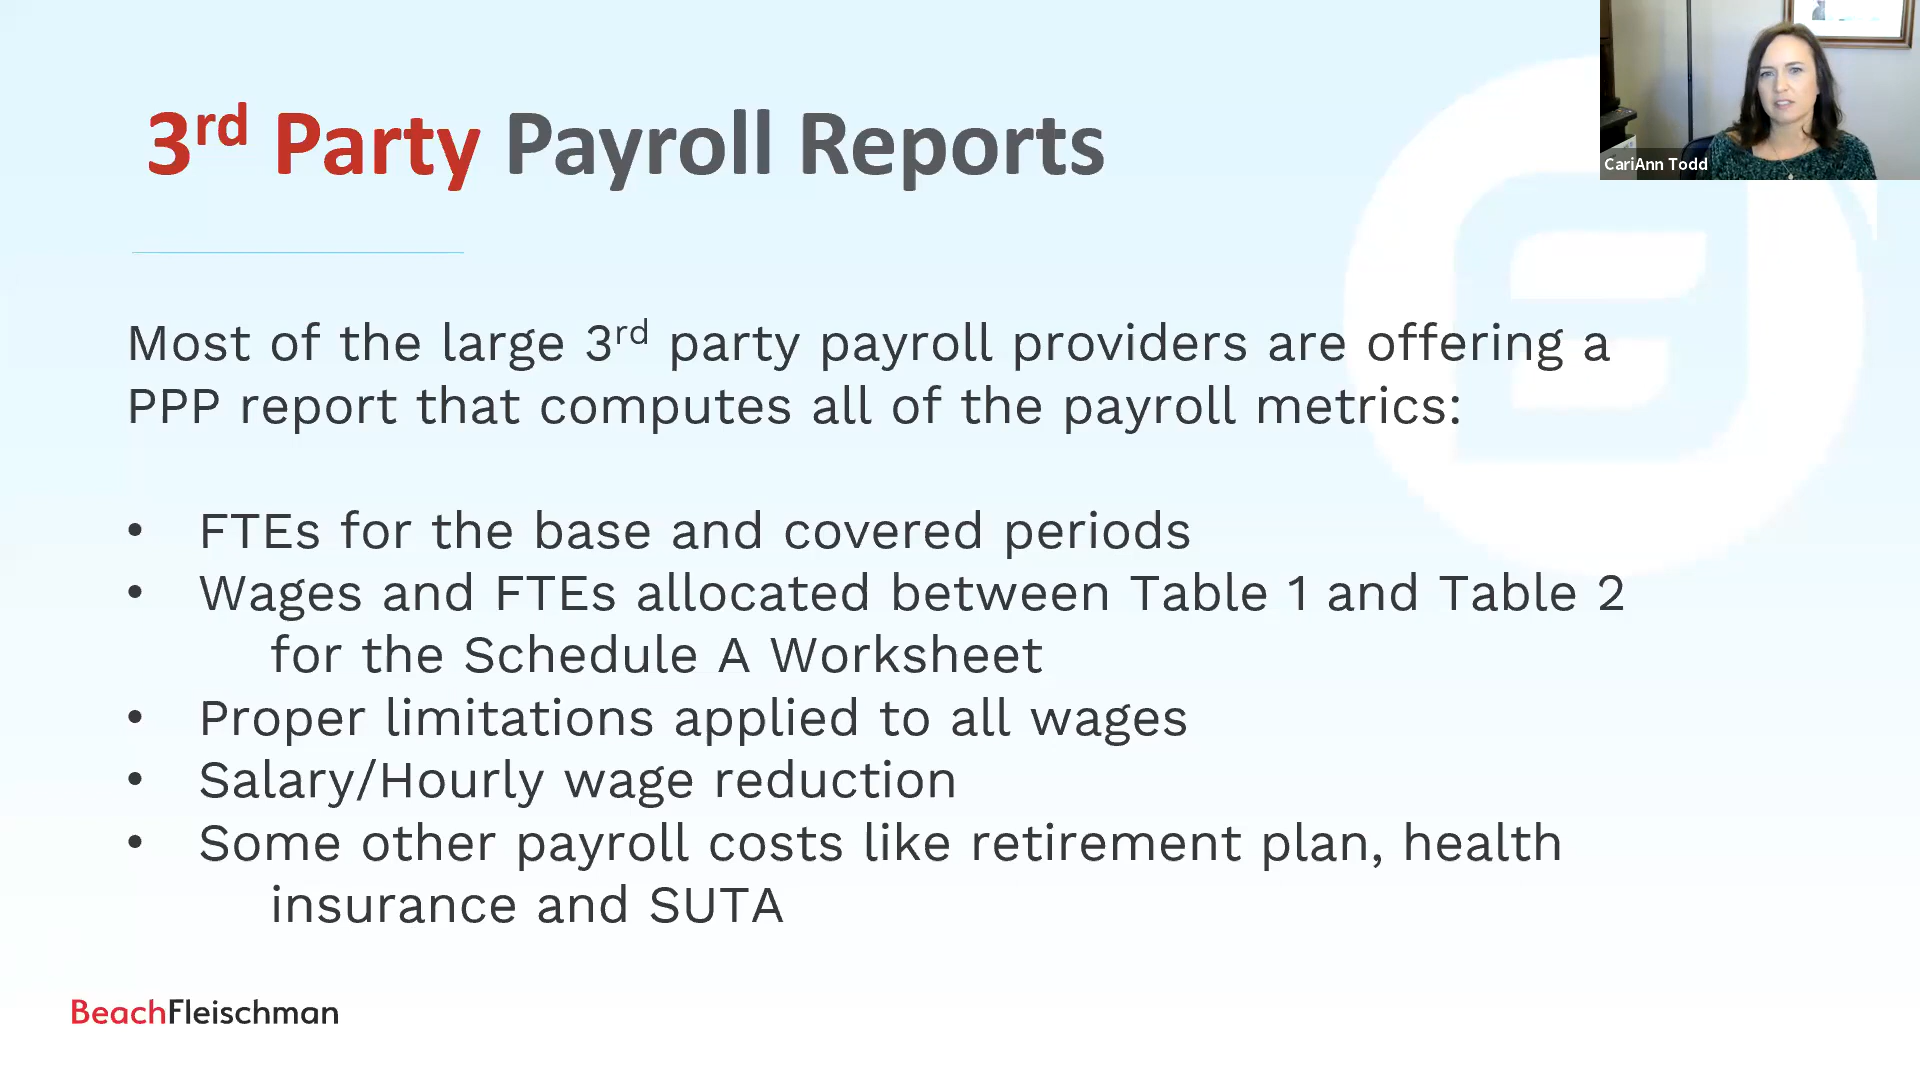 3rd Party Payroll Reports
CariAnn Todd
Most of the large 3rd party payroll providers are offering a
PPP report that computes all of the payroll metrics:
• FTEs for the base and covered periods
• Wages and FTEs allocated between Table 1 and Table 2
for the Schedule A Worksheet
• Proper limitations applied to all wages
• Salary/Hourly wage reduction
• Some other payroll costs like retirement plan, health
insurance and SUTA
BeachFleischman